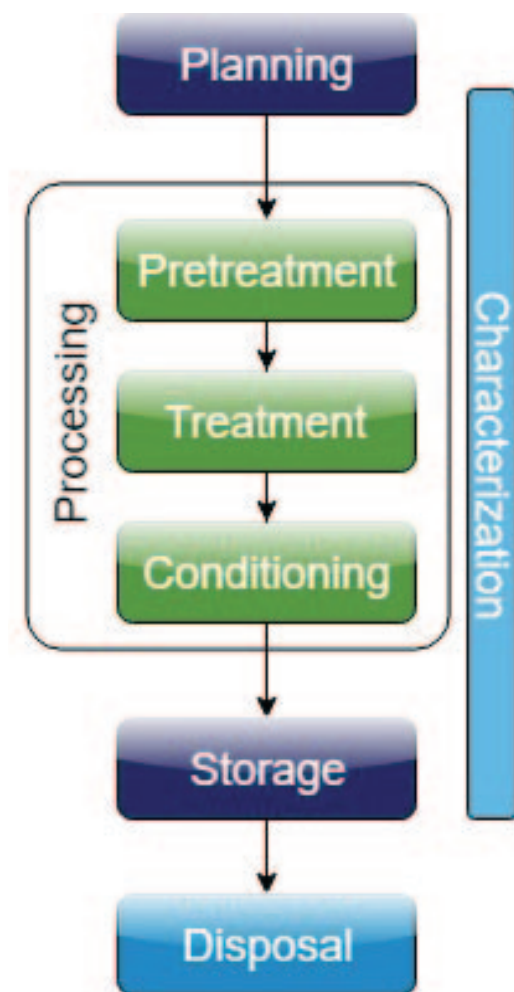 Planning
Processing
Pretreatment
Treatment
Conditioning
Characterization
Storage
Disposal